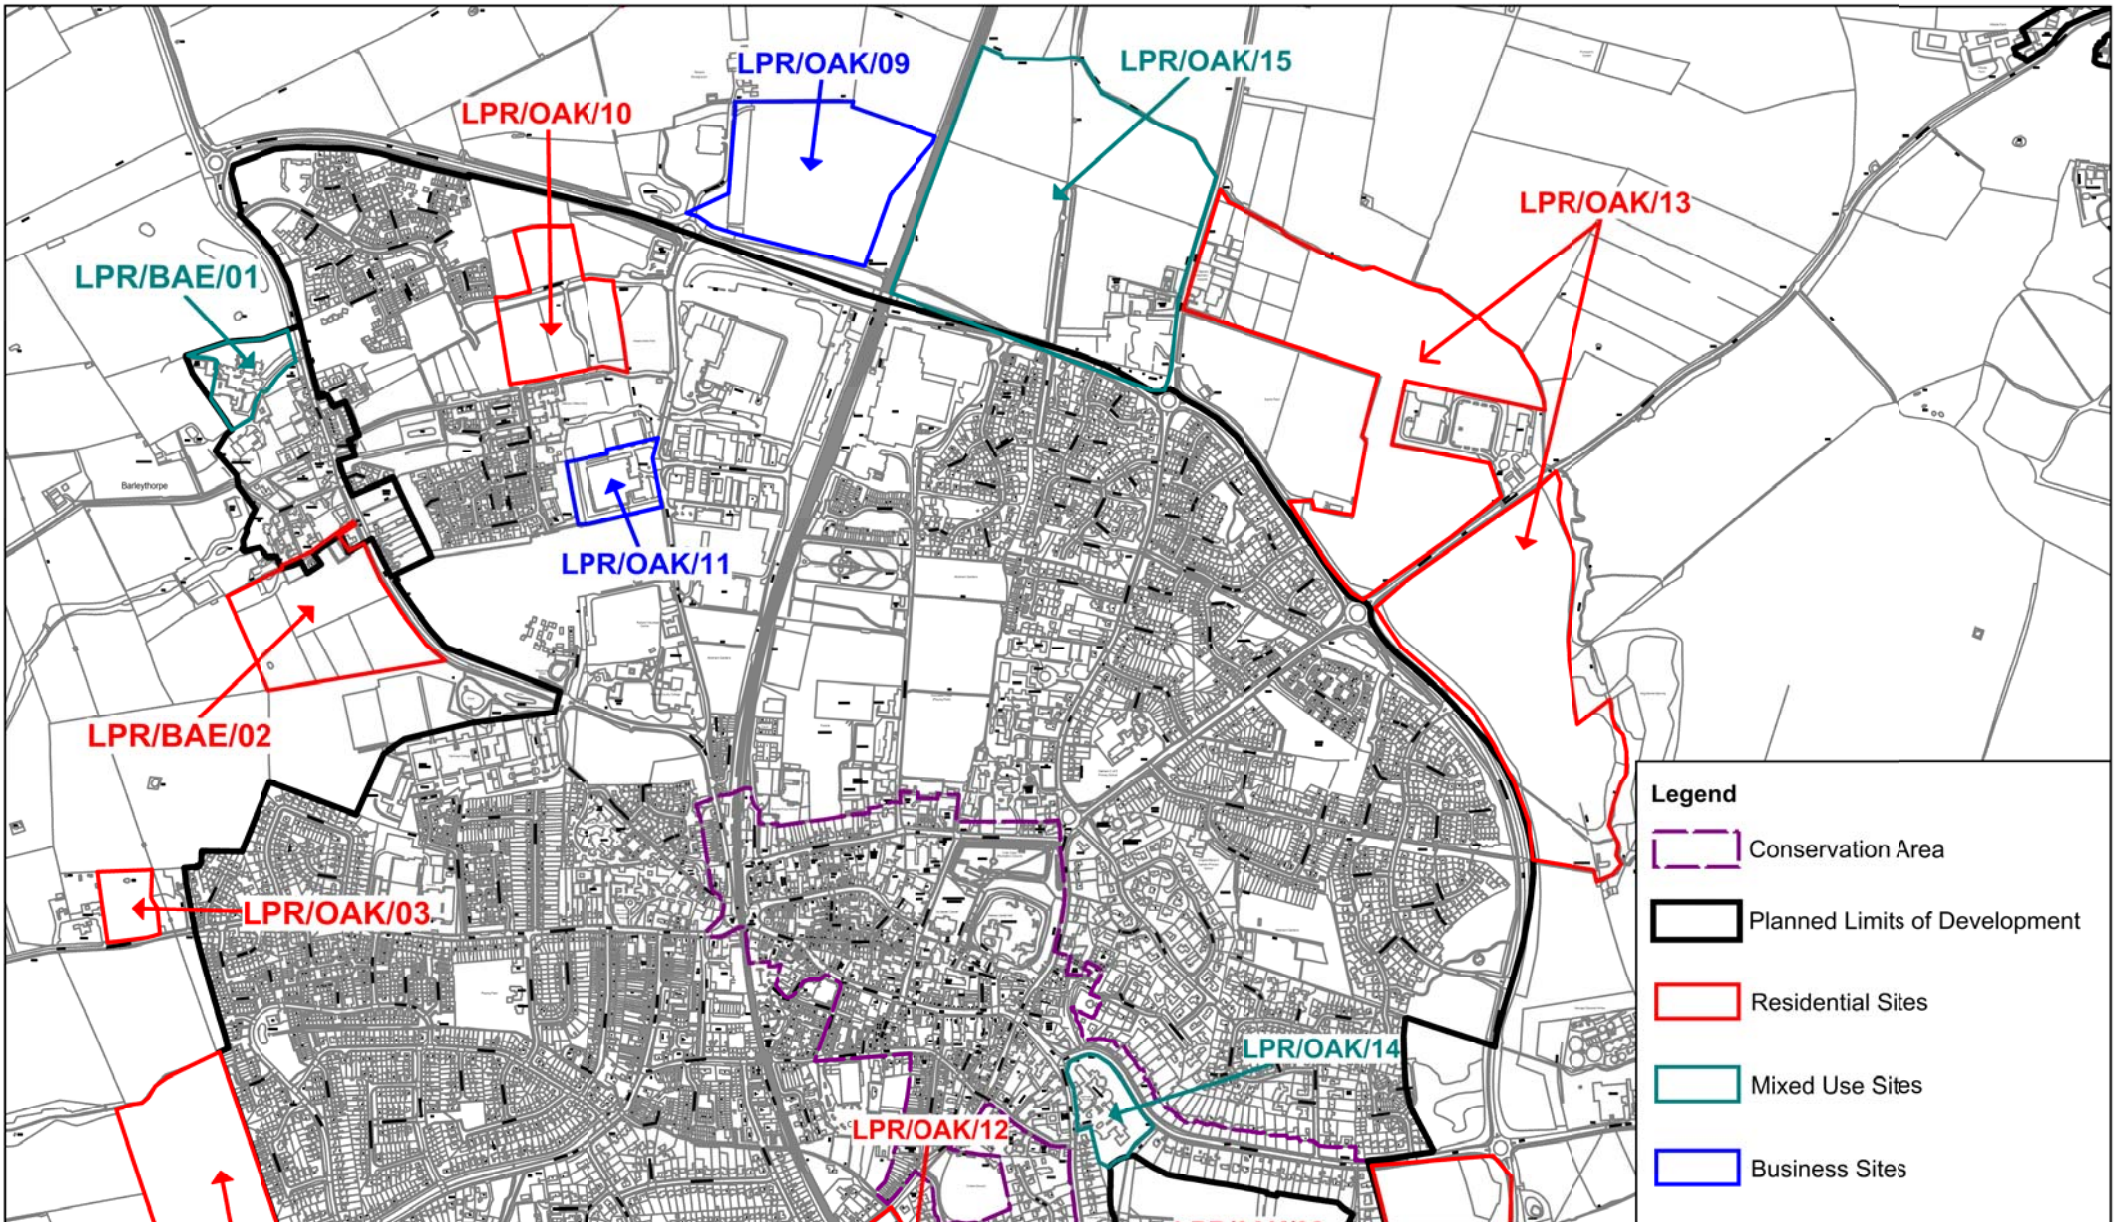 LPR/OAK/09
LPR/OAK/15
LPR/OAK/10
LPR/OAK/13
LPR/BAE/01
Barleythorpe
LPR/OAK/11
LPR/BAE/02
LPR/OAK/03
LPR/OAK/14
LPR/OAK/12
Legend
Conservation Area
Planned Limits of Development
Residential Sites
Mixed Use Sites
Business Sites